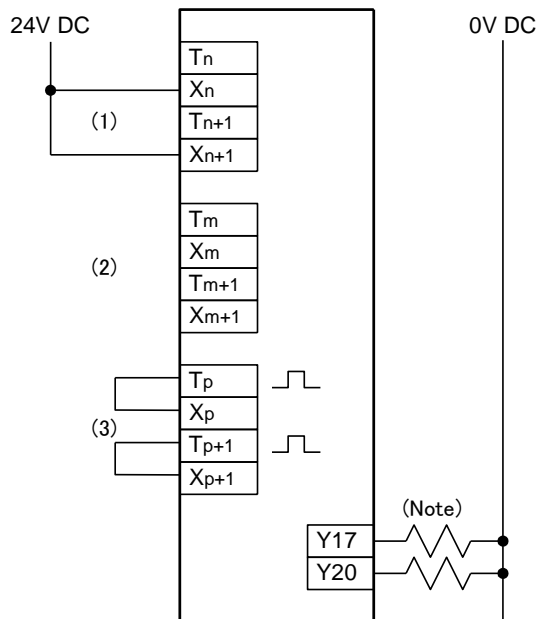 24V DC
0V DC
Tn
Xn
Tn+1
Xn+1
(1)
Tm
Xm
Tm+1
Xm+1
(2)
Tp
Xp
Tp+1
Xp+1
(3)
(Note)
Y17
Y20